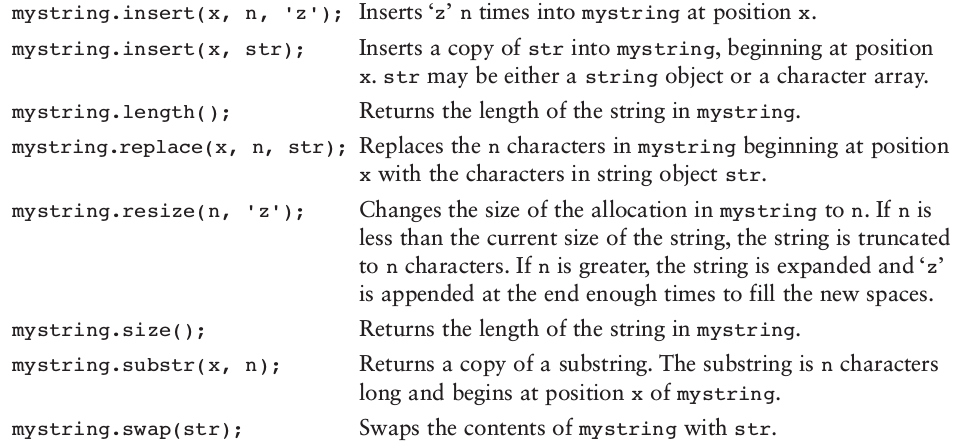 mystring.insert(x, n, 'z'); Inserts ‘z’ n times into mystring at position x.
mystring.insert(x, str); Inserts a copy of str into mystring, beginning at position
x. str may be either a string object or a character array.
mystring.length(); Returns the length of the string in mystring.
mystring.replace(x, n, str); Replaces the n characters in mystring beginning at position
x with the characters in string object str.
mystring.resize(n, 'z'); Changes the size of the allocation in mystring to n. If n is
less than the current size of the string, the string is truncated
to n characters. If n is greater, the string is expanded and ‘z’
is appended at the end enough times to fill the new spaces.
mystring.size(); Returns the length of the string in mystring.
mystring.substr(x, n); Returns a copy of a substring. The substring is n characters
long and begins at position x of mystring.
mystring.swap(str); Swaps the contents of mystring with str.